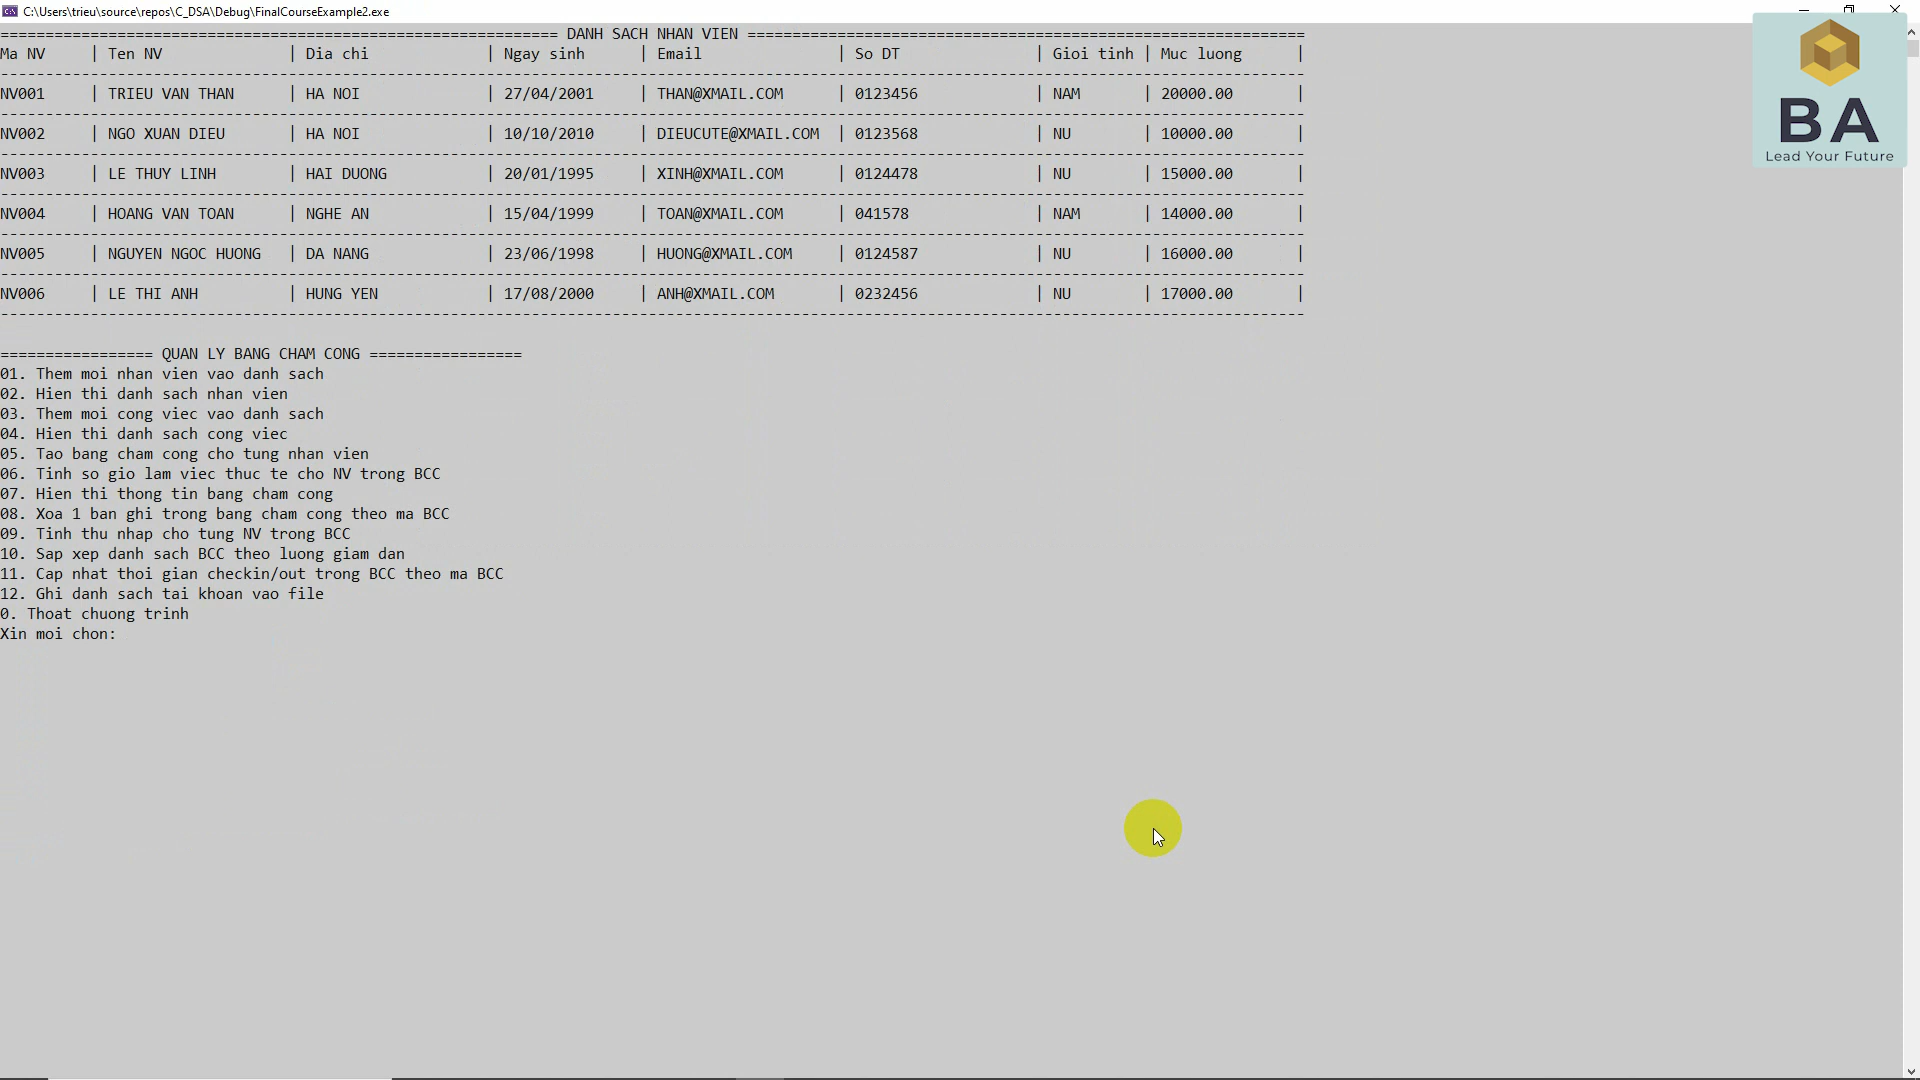 C:\Users\trieu\source\repos\C_DSA\Debug\FinalCourseExample2.exe
============================================================== DANH SACH NHAN VIEN ==============================================================
Ma NV | Ten NV | Dia chi | Ngay sinh | Email | So DT | Gioi tinh | Muc luong |
NV001 | TRIEU VAN THAN | HA NOI | 27/04/2001 | THAN@XMAIL.COM | 0123456 | NAM | 20000.00 |
NV002 | NGO XUAN DIEU | HA NOI | 10/10/2010 | DIEUCUTE@XMAIL.COM | 0123568 | NU | 10000.00 |
NV003 | LE THUY LINH | HAI DUONG | 20/01/1995 | XINH@XMAIL.COM | 0124478 | NU | 15000.00 |
NV004 | HOANG VAN TOAN | NGHE AN | 15/04/1999 | TOAN@XMAIL.COM | 041578 | NAM | 14000.00 |
NV005 | NGUYEN NGOC HUONG | DA NANG | 23/06/1998 | HUONG@XMAIL.COM | 0124587 | NU | 16000.00 |
NV006 | LE THI ANH | HUNG YEN | 17/08/2000 | ANH@XMAIL.COM | 0232456 | NU | 17000.00 |
================= QUAN LY BANG CHAM CONG =================
01. Them moi nhan vien vao danh sach
02. Hien thi danh sach nhan vien
03. Them moi cong viec vao danh sach
04. Hien thi danh sach cong viec
05. Tao bang cham cong cho tung nhan vien
06. Tinh so gio lam viec thuc te cho NV trong BCC
07. Hien thi thong tin bang cham cong
08. Xoa 1 ban ghi trong bang cham cong theo ma BCC
09. Tinh thu nhap cho tung NV trong BCC
10. Sap xep danh sach BCC theo luong giam dan
11. Cap nhat thoi gian checkin/out trong BCC theo ma BCC
12. Ghi danh sach tai khoan vao file
0. Thoat chuong trinh
Xin moi chon:
BA
Lead Your Future